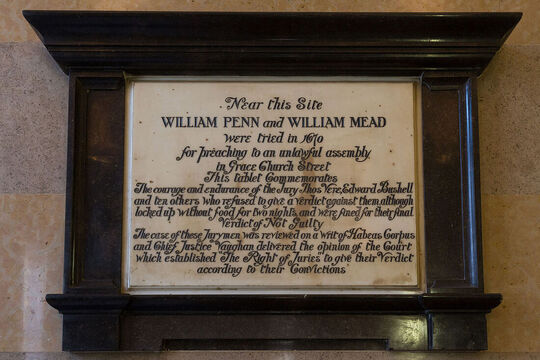 Near this Site
WILLIAM PENN and WILLIAM MEAD
were tried in 1670
for preaching to an unlawful assembly
in Grace Church Street
This tablet Commemorates
The courage and endurance of the Jury Thos Vere, Edward Bushell
and ten others who refused to give a verdict against them, although
locked up without food for two nights, and were fined for their final
Verdict of Not Guilty
The case of these Jurymen was reviewed on a Writ of Habeas Corpus
and Chief Justice Vaughan delivered the opinion of the Court
which established "The Right of Juries" to give their Verdict
according to their Convictions